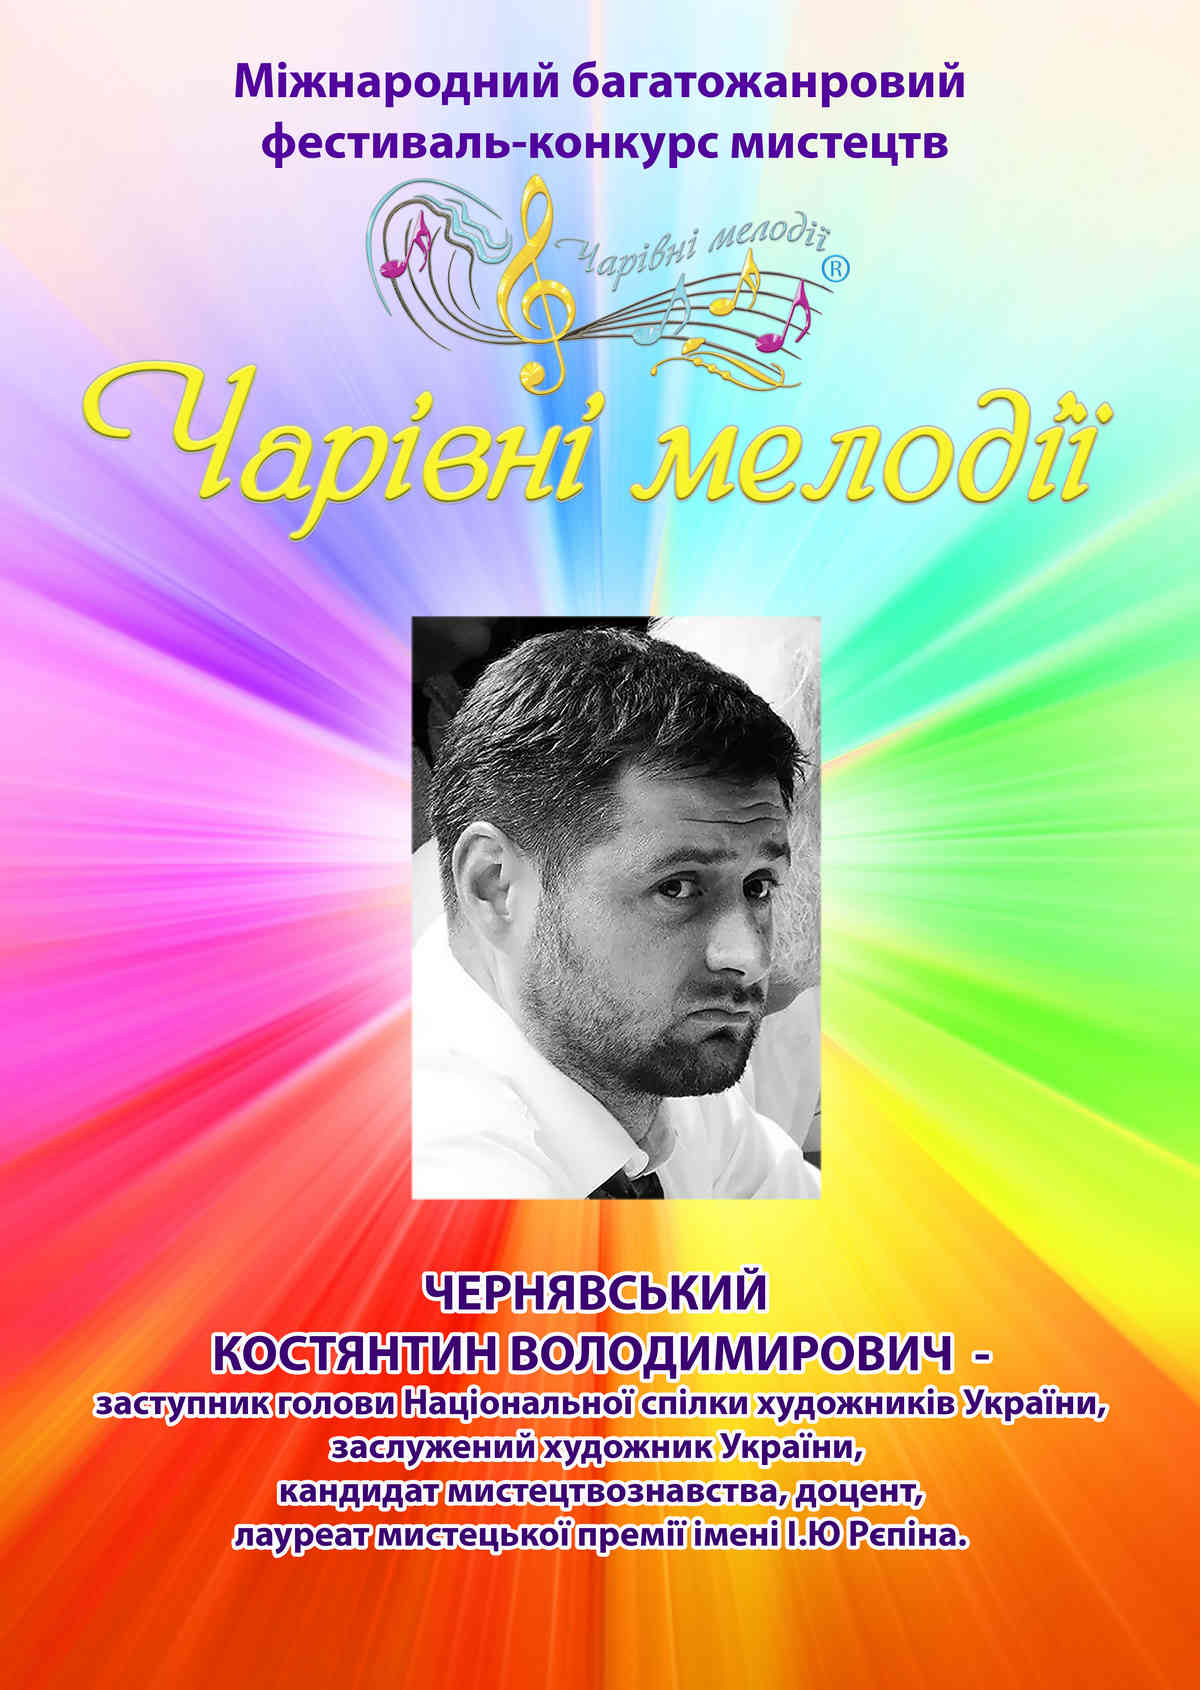 Міжнародний багатожанровий
фестиваль-конкурс мистецтв
Чарівні мелодії ®
Чарівні мелодії
ЧЕРНЯВСЬКИЙ
КОСТЯНТИН ВОЛОДИМИРОВИЧ -
заступник голови Національної спілки художників України,
заслужений художник України,
кандидат мистецтвознавства, доцент,
лауреат мистецької премії імені І.Ю Рєпіна.